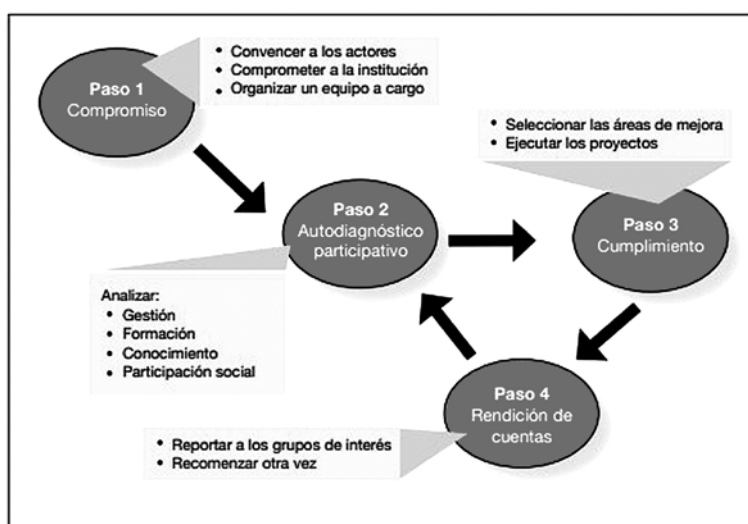 Paso 1
Compromiso
• Convencer a los actores
• Comprometer a la institución
• Organizar un equipo a cargo
Paso 2
Autodiagnóstico
participativo
Analizar:
• Gestión
• Formación
• Conocimiento
• Participación social
• Seleccionar las áreas de mejora
• Ejecutar los proyectos
Paso 3
Cumplimiento
Paso 4
Rendición de
cuentas
• Reportar a los grupos de interés
• Recomenzar otra vez